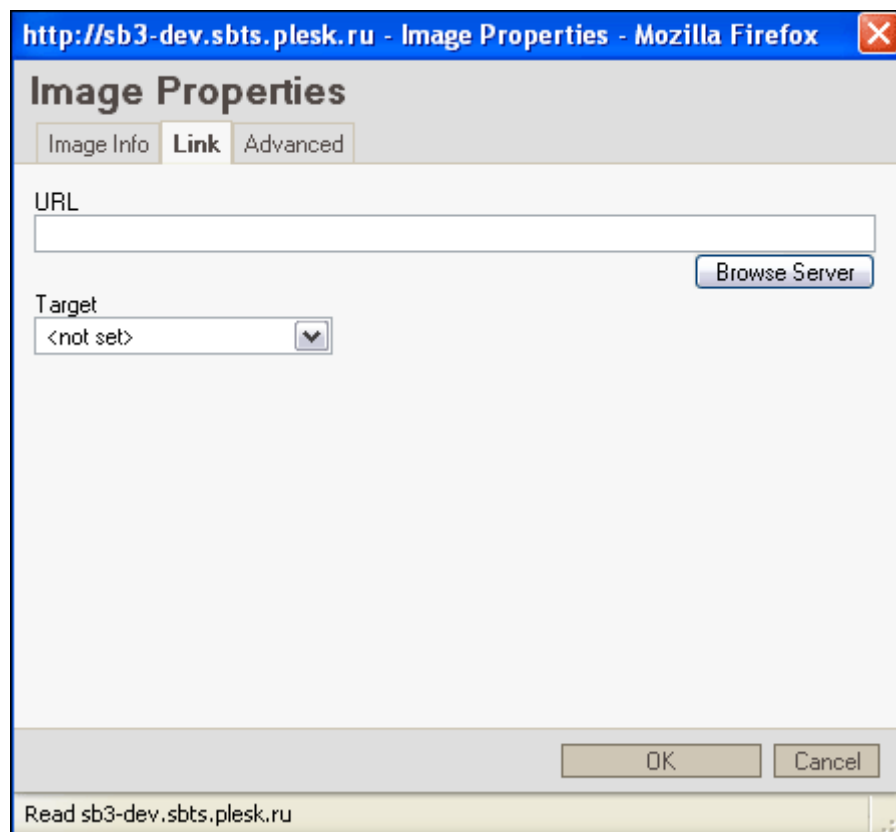 http://sb3-dev.sbts.plesk.ru - Image Properties - Mozilla Firefox
Image Properties
Image Info Link Advanced
URL
Browse Server
Target
<not set>
OK Cancel
Read sb3-dev.sbts.plesk.ru